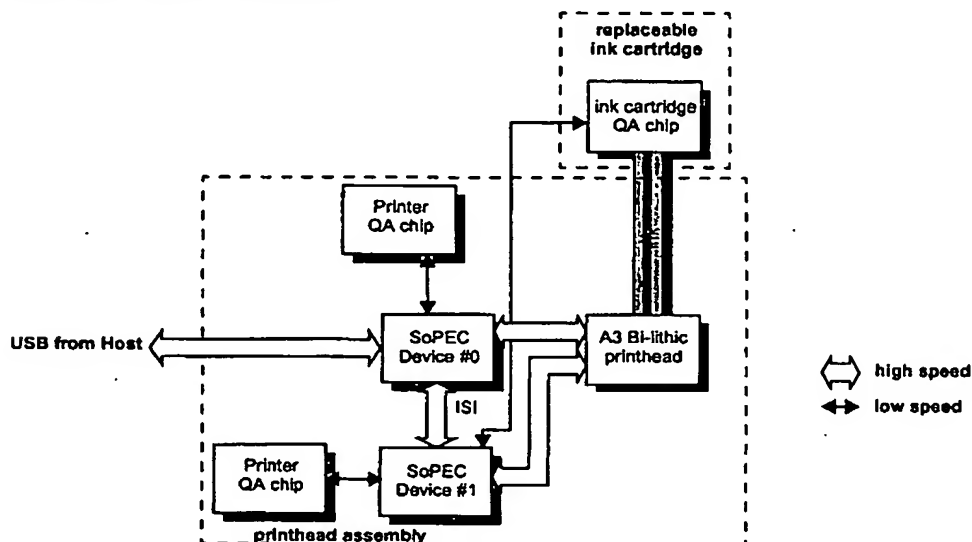 replaceable
ink cartridge
ink cartridge
QA chip
Printer
QA chip
USB from Host
SoPEC
Device #0
A3 Bi-lithic
printhead
high speed
low speed
ISI
Printer
QA chip
SoPEC
Device #1
printhead assembly